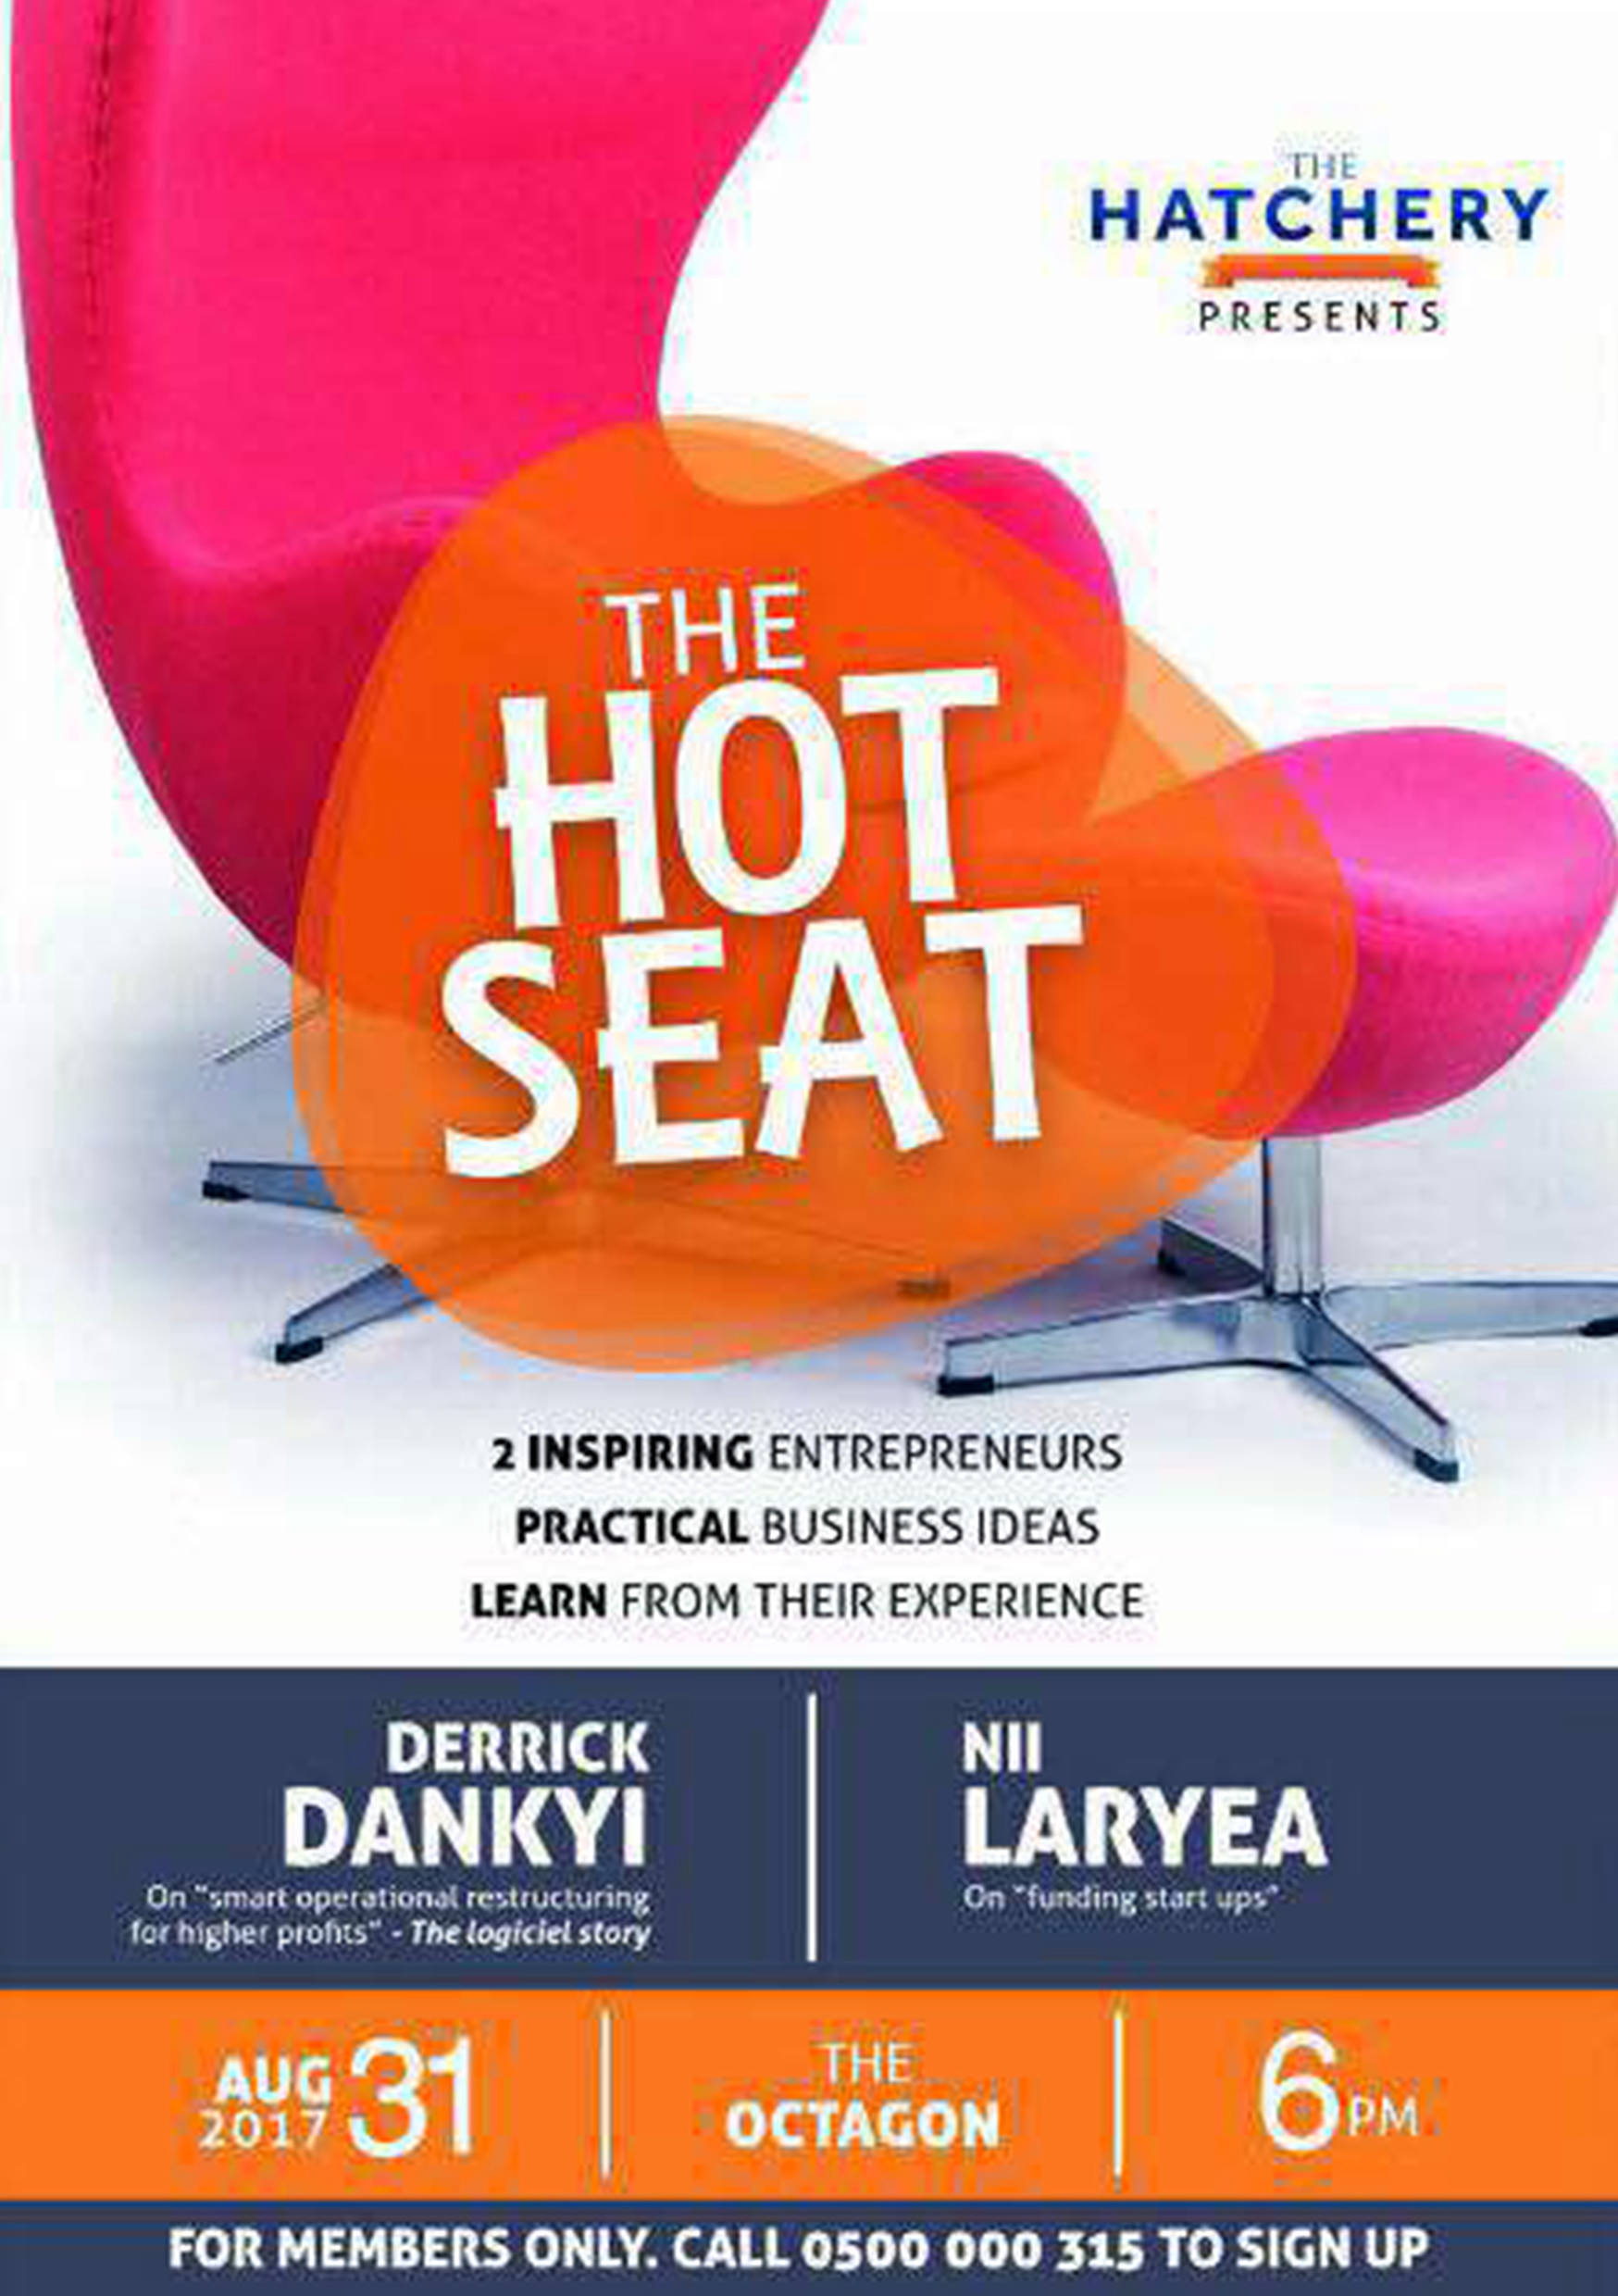 THE
HATCHERY
PRESENTS
THE
HOT
SEAT
2 INSPIRING ENTREPRENEURS
PRACTICAL BUSINESS IDEAS
LEARN FROM THEIR EXPERIENCE
DERRICK
DANKYI
On "smart operational restructuring
for higher profits" - The logiciel story
NII
LARYEA
On "funding start ups"
AUG 31
2017
THE
OCTAGON
6PM
FOR MEMBERS ONLY. CALL 0500 000 315 TO SIGN UP